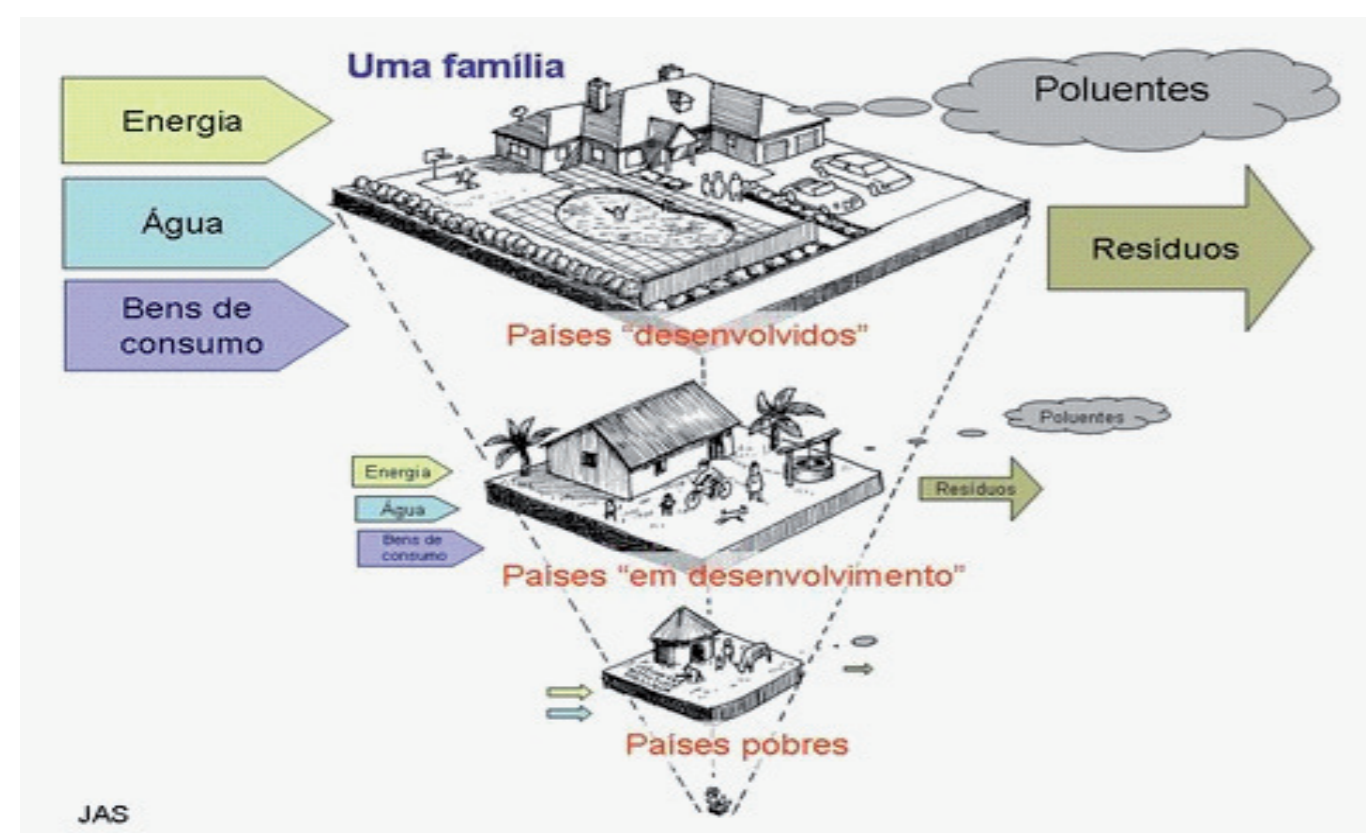 Uma família
Energia
Poluentes
Água
Resíduos
Bens de
consumo
Países “desenvolvidos”
Poluentes
Energia
Resíduos
Água
Bens de
consumo
Países “em desenvolvimento”
Países pobres
JAS